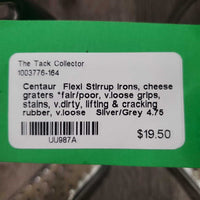 The Tack Collector
1003776-164
Centaur Flexi Stirrup Irons, cheese
graters *fair/poor, v.loose grips,
stains, v.dirty, lifting & cracking
rubber, v.loose Silver/Grey 4.75
UU987A
$19.50